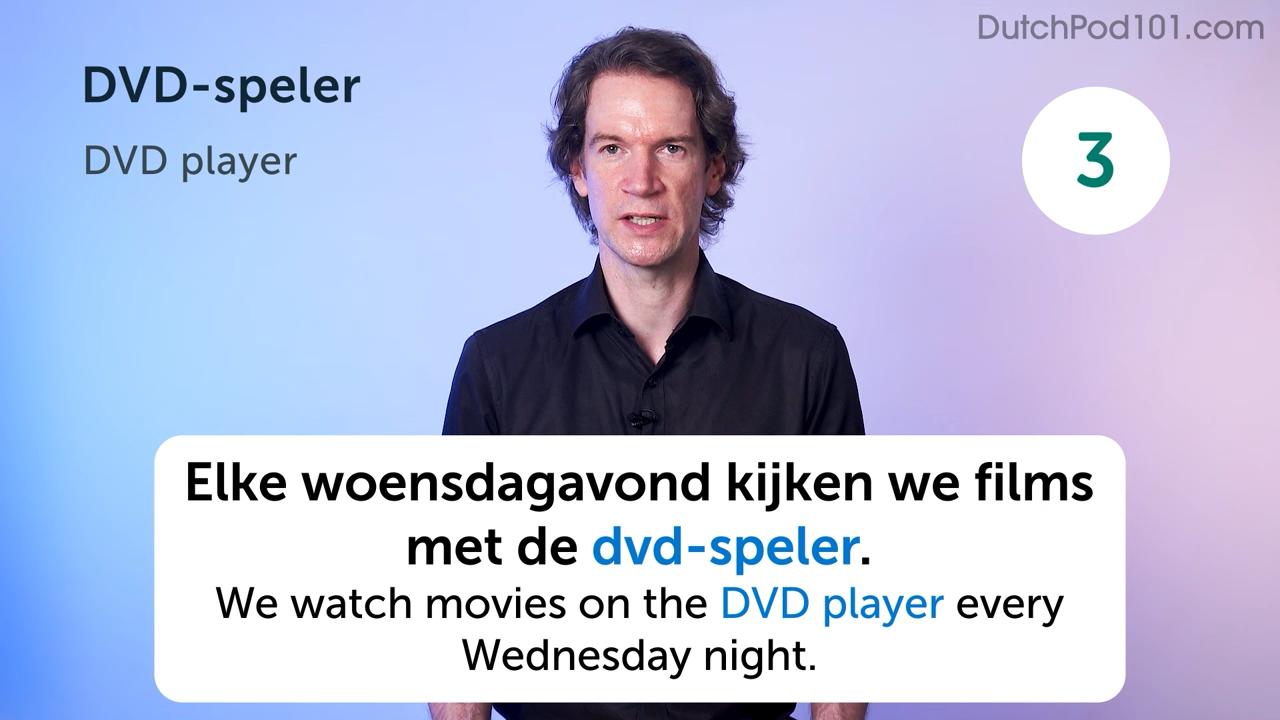 DutchPod101.com
DVD-speler
DVD player
3
Elke woensdagavond kijken we films
met de dvd-speler.
We watch movies on the DVD player every
Wednesday night.